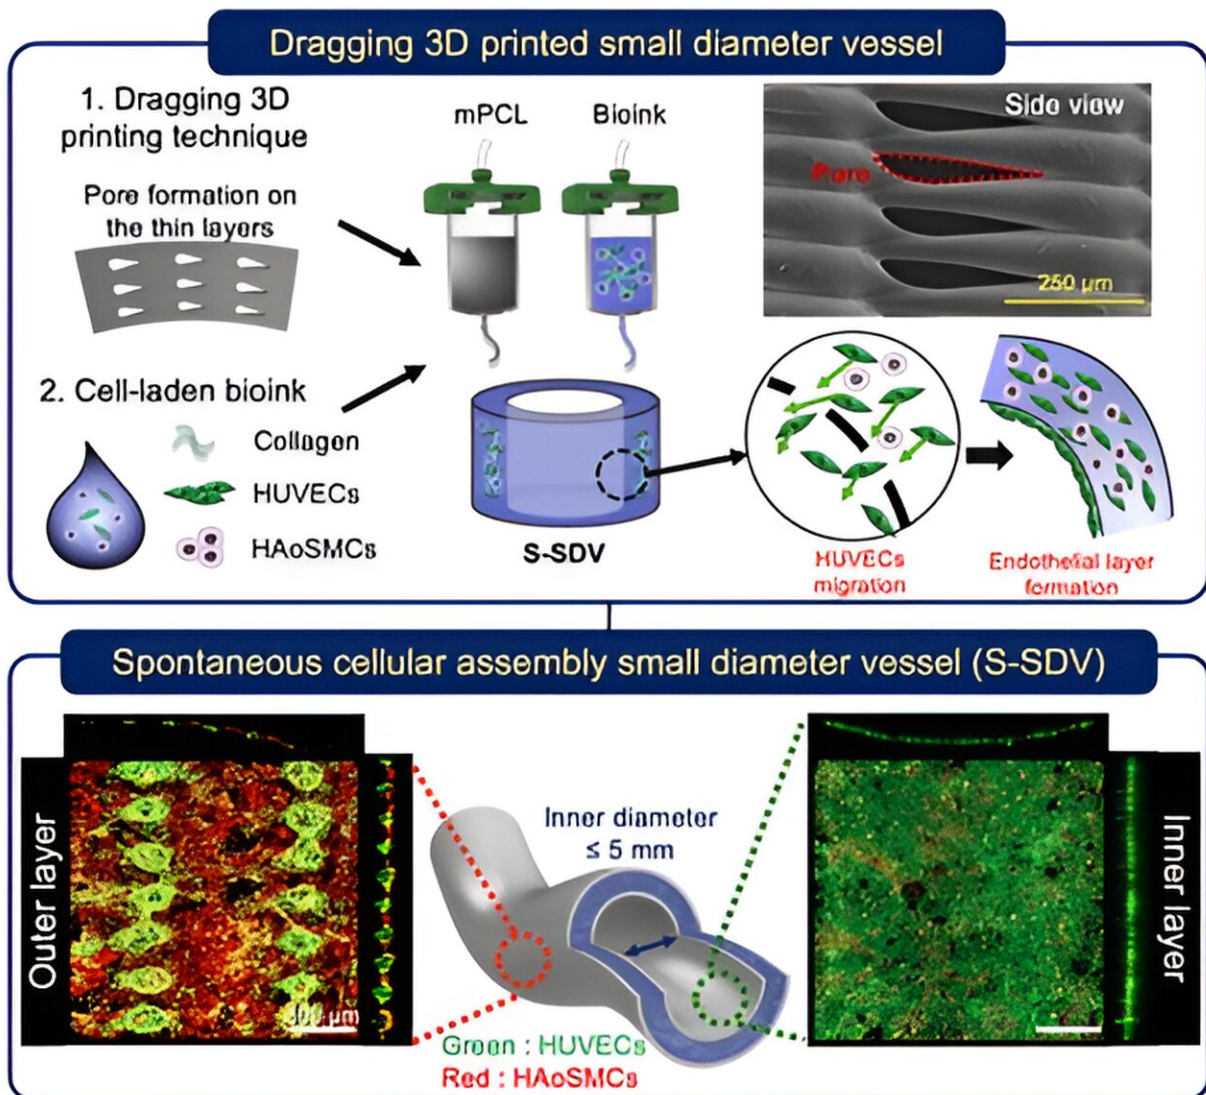 Dragging 3D printed small diameter vessel
1. Dragging 3D
printing technique
Pore formation on
the thin layers
mPCL
Bioink
Side view
Pore
250 μm
2. Cell-laden bioink
Collagen
HUVECs
HAoSMCs
S-SDV
HUVECs
migration
Endothelial layer
formation
Spontaneous cellular assembly small diameter vessel (S-SDV)
Outer layer
μm
Inner diameter
≤ 5 mm
Green : HUVECs
Red : HAoSMCs
Inner layer